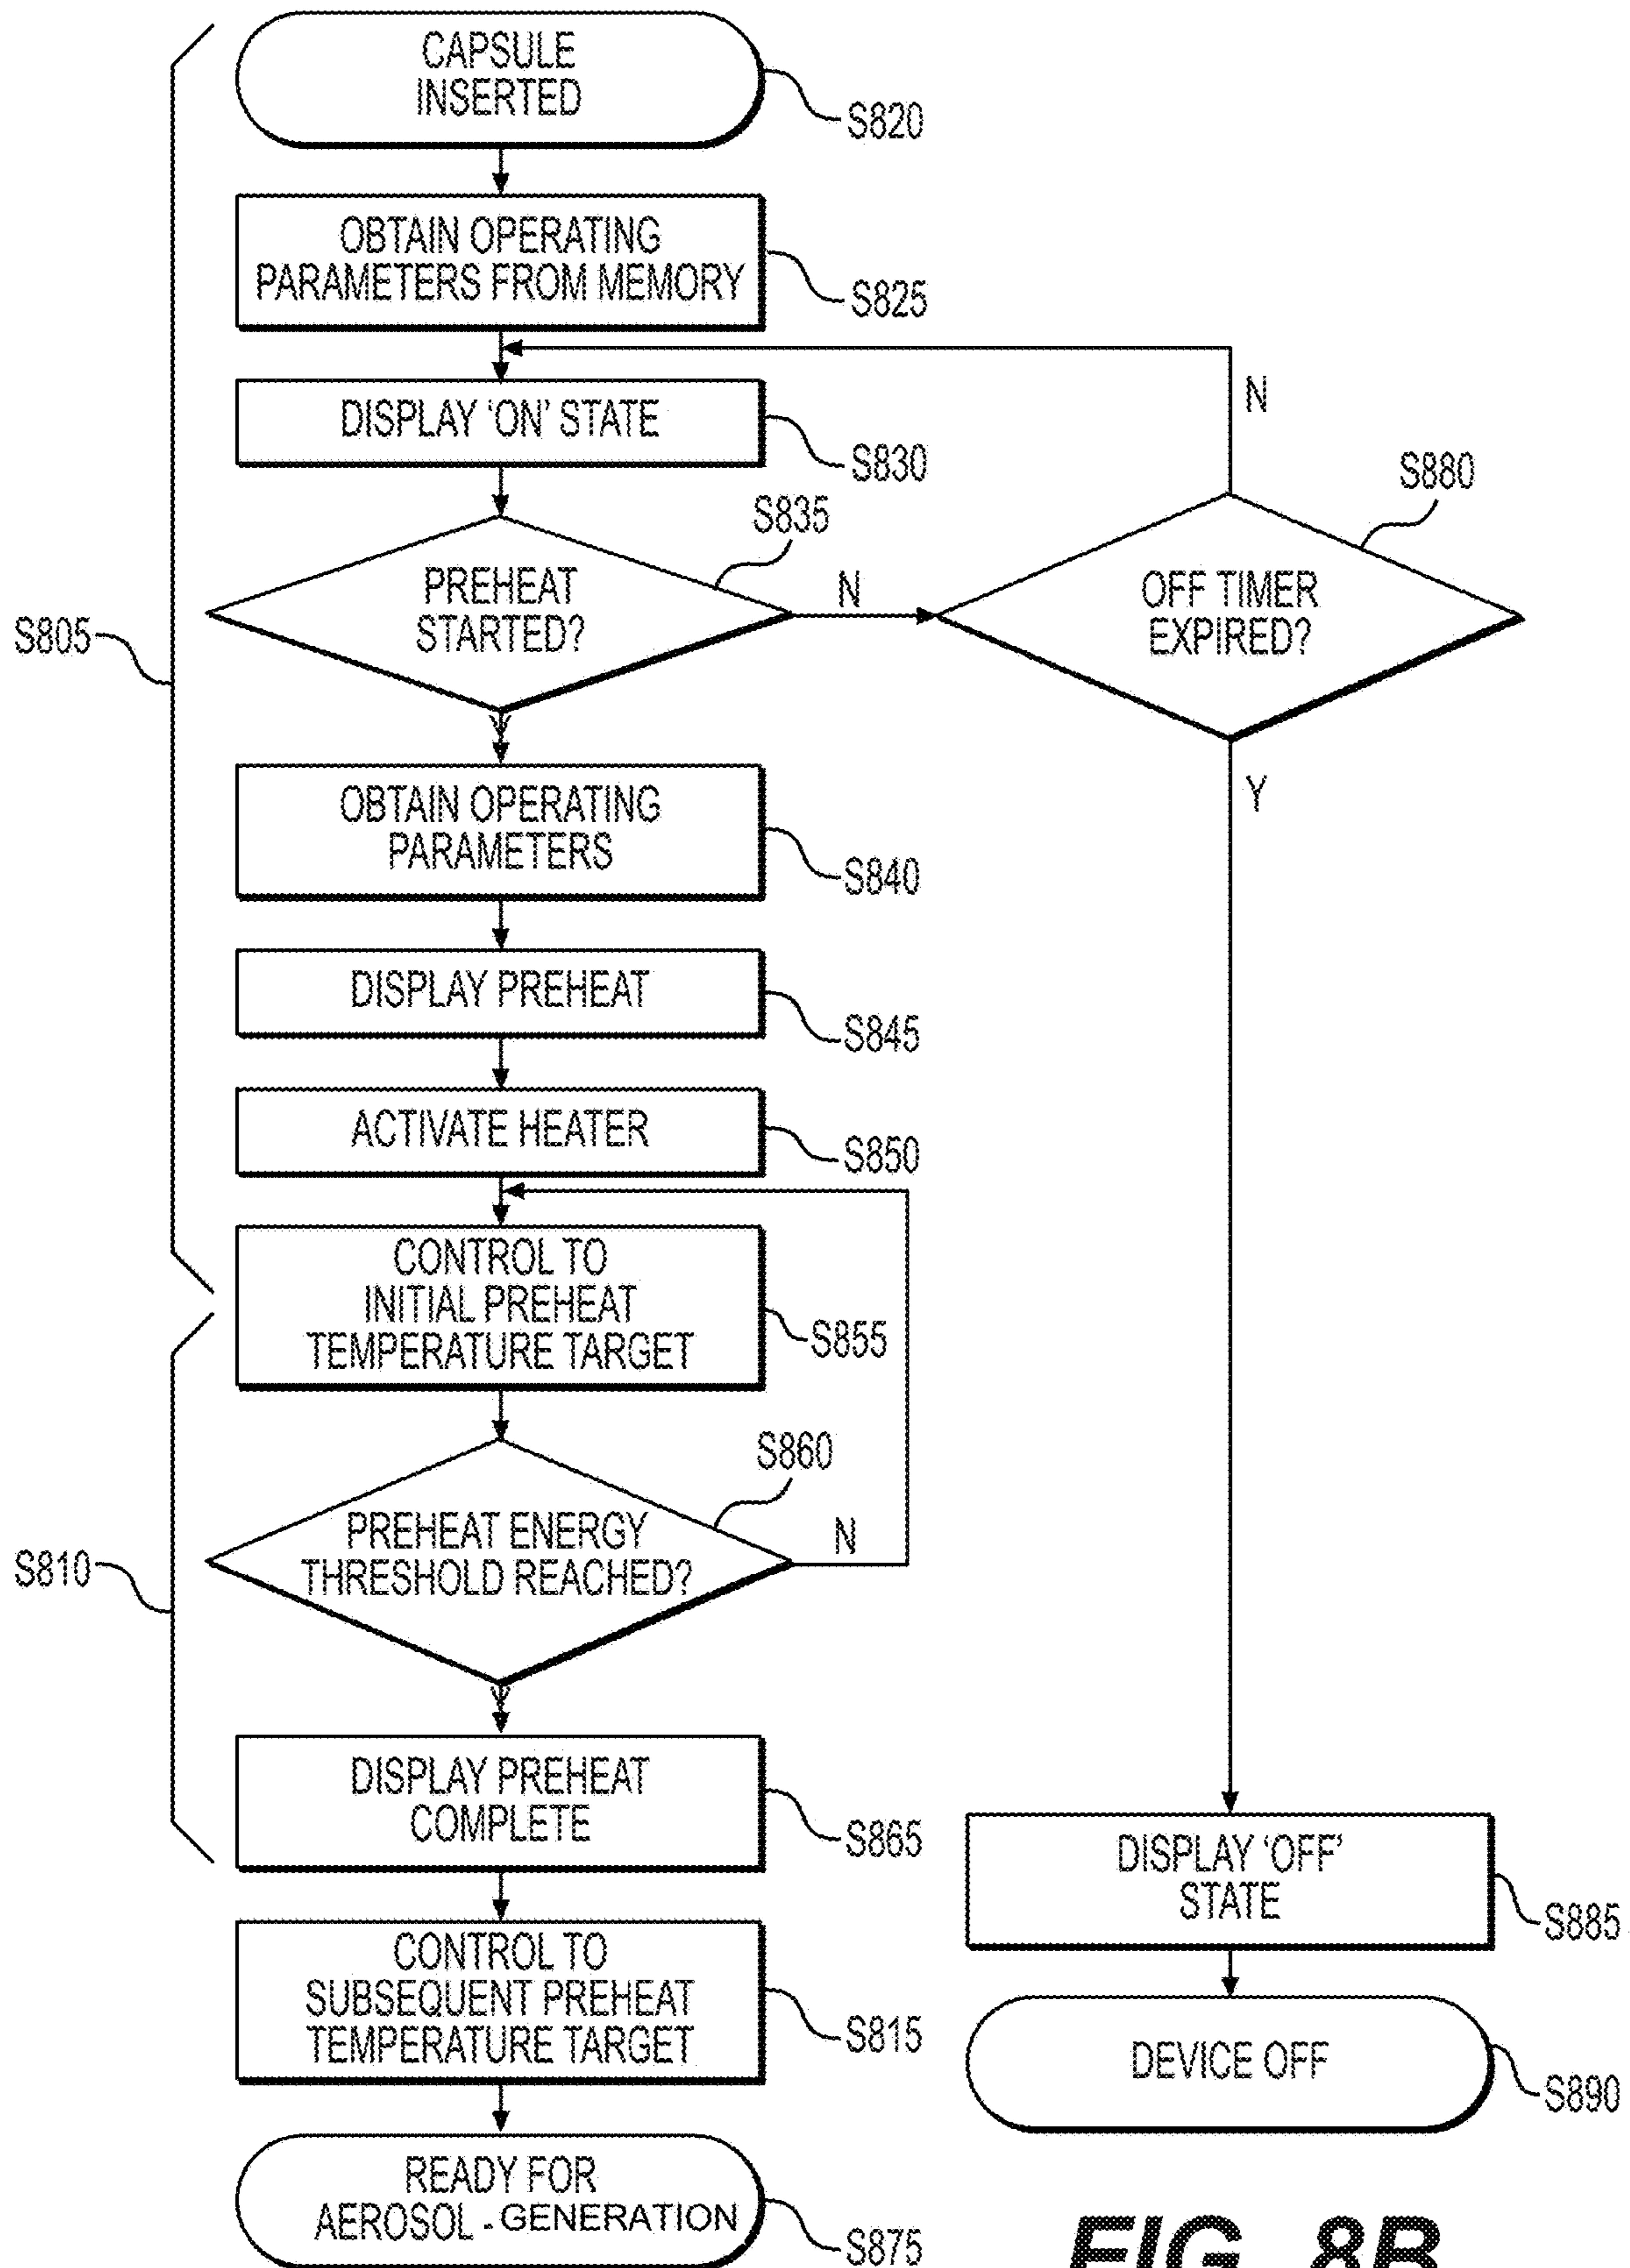 CAPSULE
INSERTED
S820
OBTAIN OPERATING
PARAMETERS FROM MEMORY
S825
DISPLAY 'ON' STATE
S830
N
S835
PREHEAT
STARTED?
N
S880
OFF TIMER
EXPIRED?
S805
Y
Y
OBTAIN OPERATING
PARAMETERS
S840
DISPLAY PREHEAT
S845
ACTIVATE HEATER
S850
CONTROL TO
INITIAL PREHEAT
TEMPERATURE TARGET
S855
S860
PREHEAT ENERGY
THRESHOLD REACHED?
N
S810
Y
DISPLAY PREHEAT
COMPLETE
S865
DISPLAY 'OFF'
STATE
S885
CONTROL TO
SUBSEQUENT PREHEAT
TEMPERATURE TARGET
S815
DEVICE OFF
S890
READY FOR
AEROSOL - GENERATION
S875
FIG. 8B